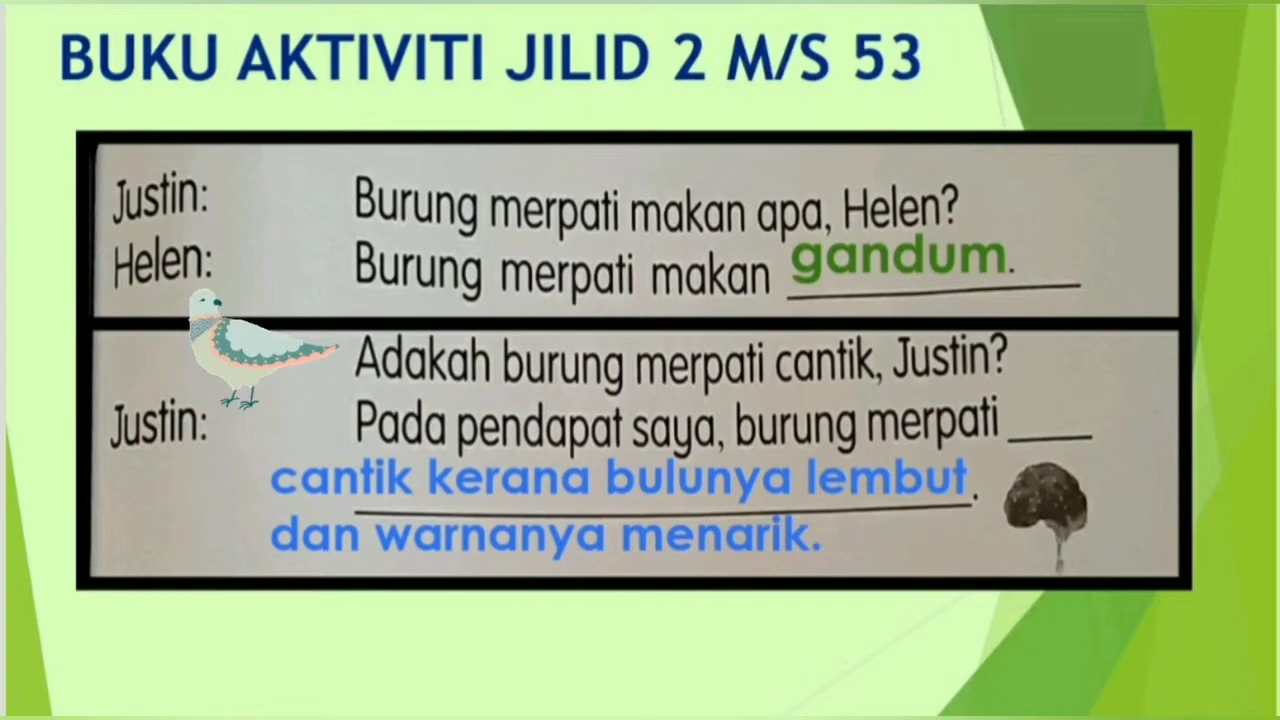 BUKU AKTIVITI JILID 2 M/S 53
Justin: Burung merpati makan apa, Helen?
Helen: Burung merpati makan gandum.
Adakah burung merpati cantik, Justin?
Justin: Pada pendapat saya, burung merpati ____
cantik kerana bulunya lembut.
dan warnanya menarik.